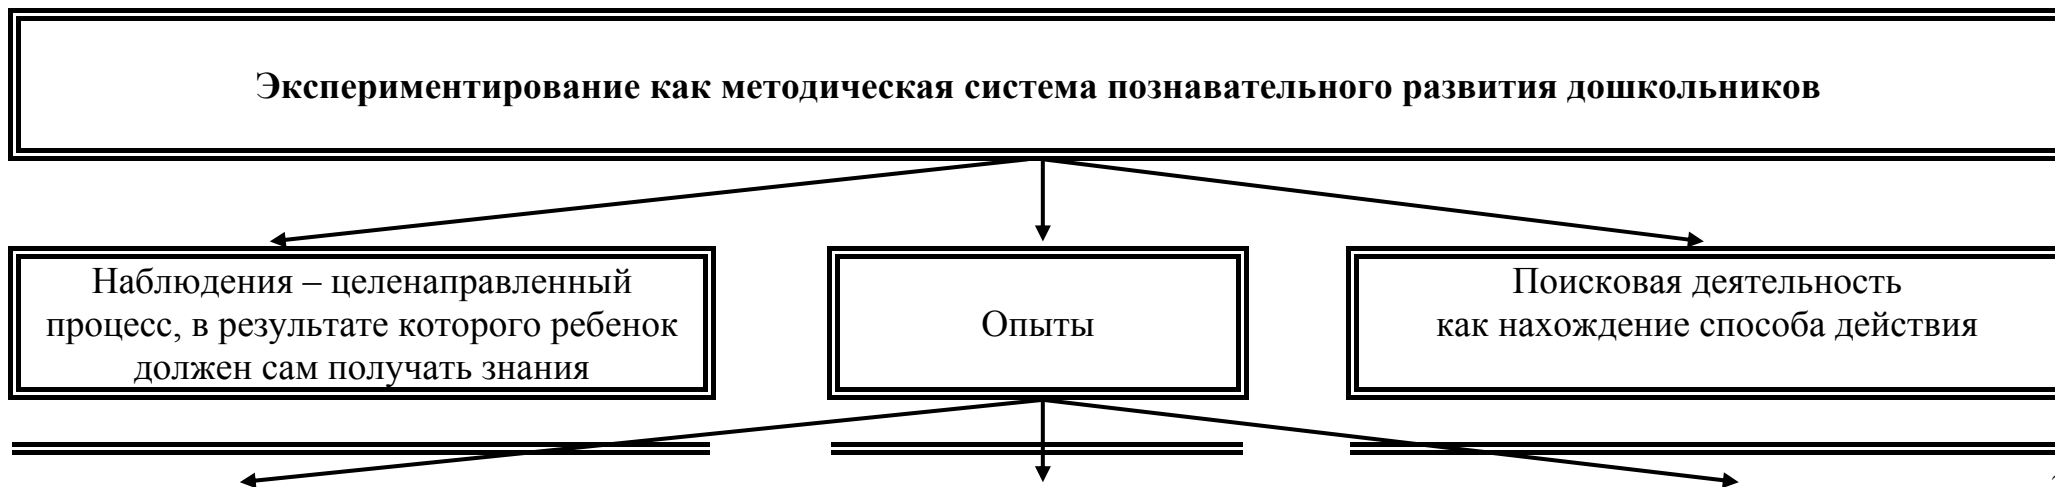 Экспериментирование как методическая система познавательного развития дошкольников
Наблюдения – целенаправленный
процесс, в результате которого ребенок
должен сам получать знания
Опыты
Поисковая деятельность
как нахождение способа действия